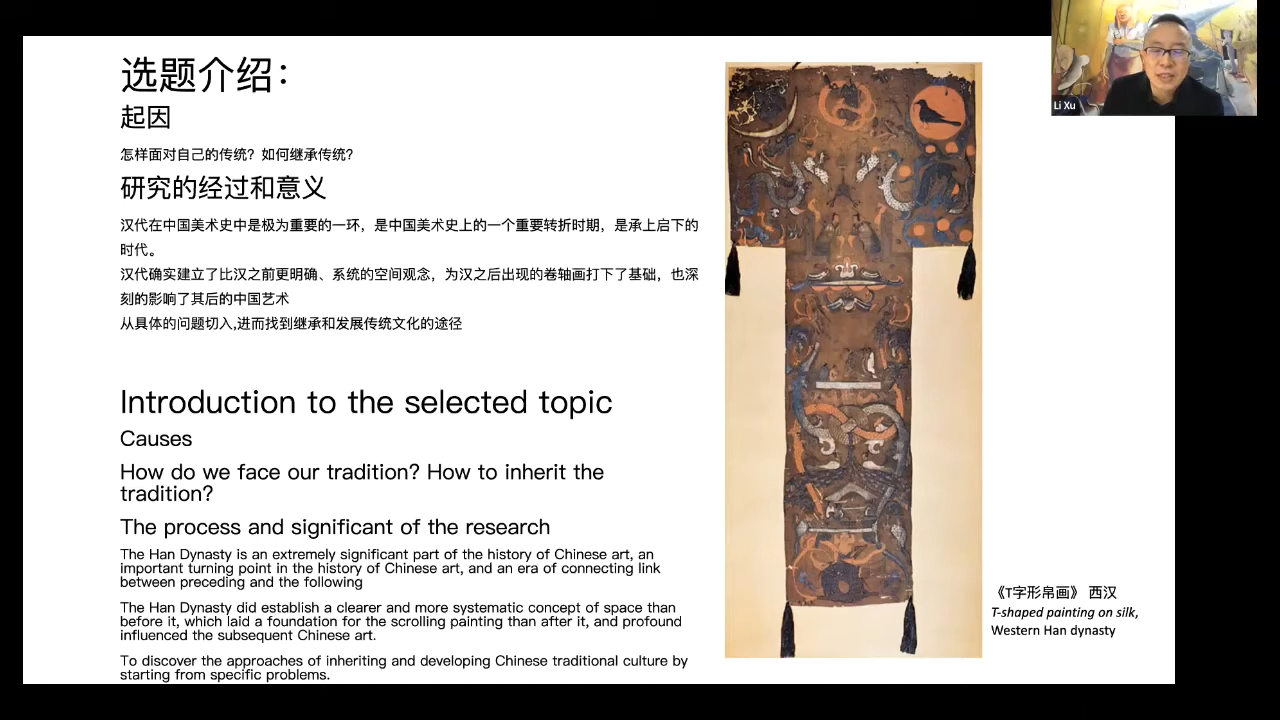 选题介绍：
起因
怎样面对自己的传统？如何继承传统？
研究的经过和意义
汉代在中国美术史中是极为重要的一环，是中国美术史上的一个重要转折时期，是承上启下的
时代。
汉代确实建立了比汉之前更明确、系统的空间观念，为汉之后出现的卷轴画打下了基础，也深
刻的影响了其后的中国艺术
从具体的问题切入,进而找到继承和发展传统文化的途径
Introduction to the selected topic
Causes
How do we face our tradition? How to inherit the
tradition?
The process and significant of the research
The Han Dynasty is an extremely significant part of the history of Chinese art, an
important turning point in the history of Chinese art, and an era of connecting link
between preceding and the following
The Han Dynasty did establish a clearer and more systematic concept of space than
before it, which laid a foundation for the scrolling painting than after it, and profound
influenced the subsequent Chinese art.
To discover the approaches of inheriting and developing Chinese traditional culture by
starting from specific problems.
《T字形帛画》 西汉
T-shaped painting on silk,
Western Han dynasty
Li Xu